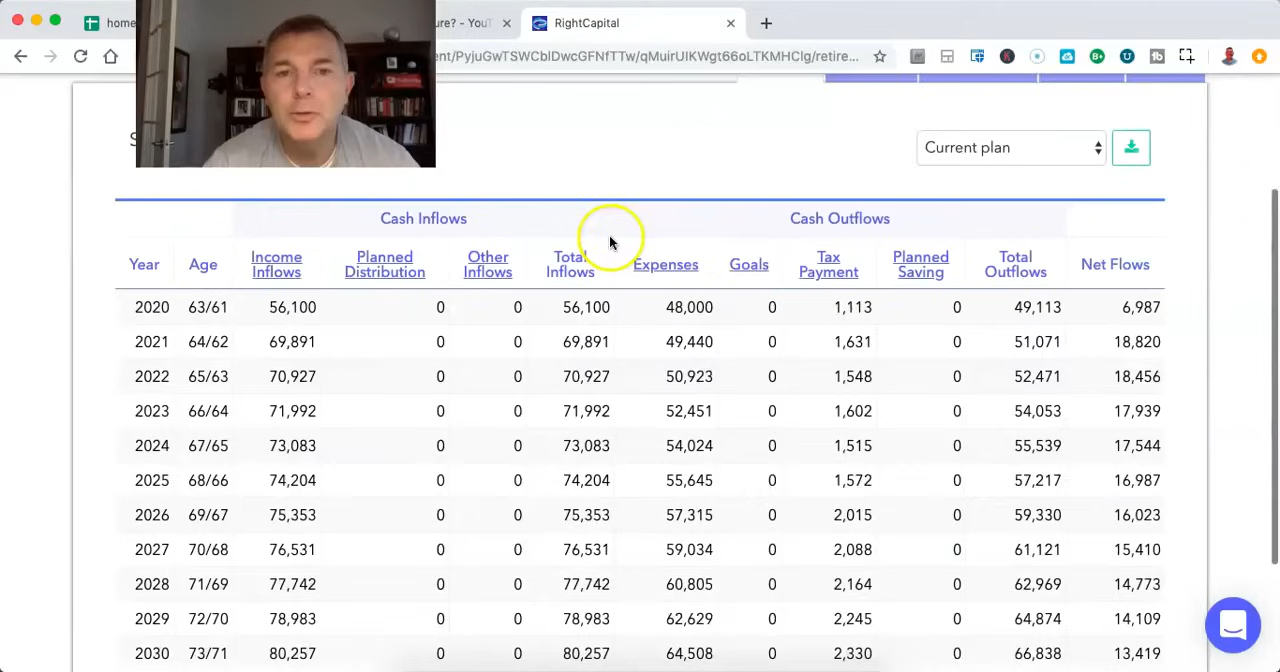 home
ure? - YouT
RightCapital
ent/PyjuGwTSWCblDwcGFNfTTw/qMuirUIKWgt66oLTKMHClg/retire...
Current plan
Cash Inflows Cash Outflows
Year Age Income Inflows Planned Distribution Other Inflows Total Inflows Expenses Goals Tax Payment Planned Saving Total Outflows Net Flows
2020 63/61 56,100 0 0 56,100 48,000 0 1,113 0 49,113 6,987
2021 64/62 69,891 0 0 69,891 49,440 0 1,631 0 51,071 18,820
2022 65/63 70,927 0 0 70,927 50,923 0 1,548 0 52,471 18,456
2023 66/64 71,992 0 0 71,992 52,451 0 1,602 0 54,053 17,939
2024 67/65 73,083 0 0 73,083 54,024 0 1,515 0 55,539 17,544
2025 68/66 74,204 0 0 74,204 55,645 0 1,572 0 57,217 16,987
2026 69/67 75,353 0 0 75,353 57,315 0 2,015 0 59,330 16,023
2027 70/68 76,531 0 0 76,531 59,034 0 2,088 0 61,121 15,410
2028 71/69 77,742 0 0 77,742 60,805 0 2,164 0 62,969 14,773
2029 72/70 78,983 0 0 78,983 62,629 0 2,245 0 64,874 14,109
2030 73/71 80,257 0 0 80,257 64,508 0 2,330 0 66,838 13,419